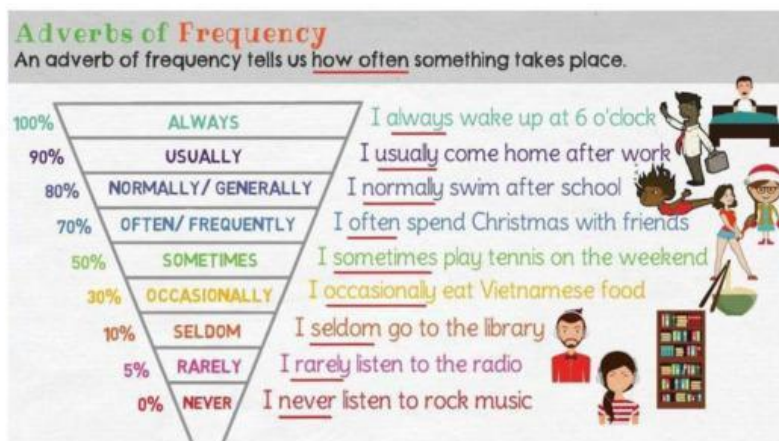 Adverbs of Frequency
An adverb of frequency tells us how often something takes place.
100% ALWAYS I always wake up at 6 o'clock
90% USUALLY I usually come home after work
80% NORMALLY/ GENERALLY I normally swim after school
70% OFTEN/ FREQUENTLY I often spend Christmas with friends
50% SOMETIMES I sometimes play tennis on the weekend
30% OCCASIONALLY I occasionally eat Vietnamese food
10% SELDOM I seldom go to the library
5% RARELY I rarely listen to the radio
0% NEVER I never listen to rock music